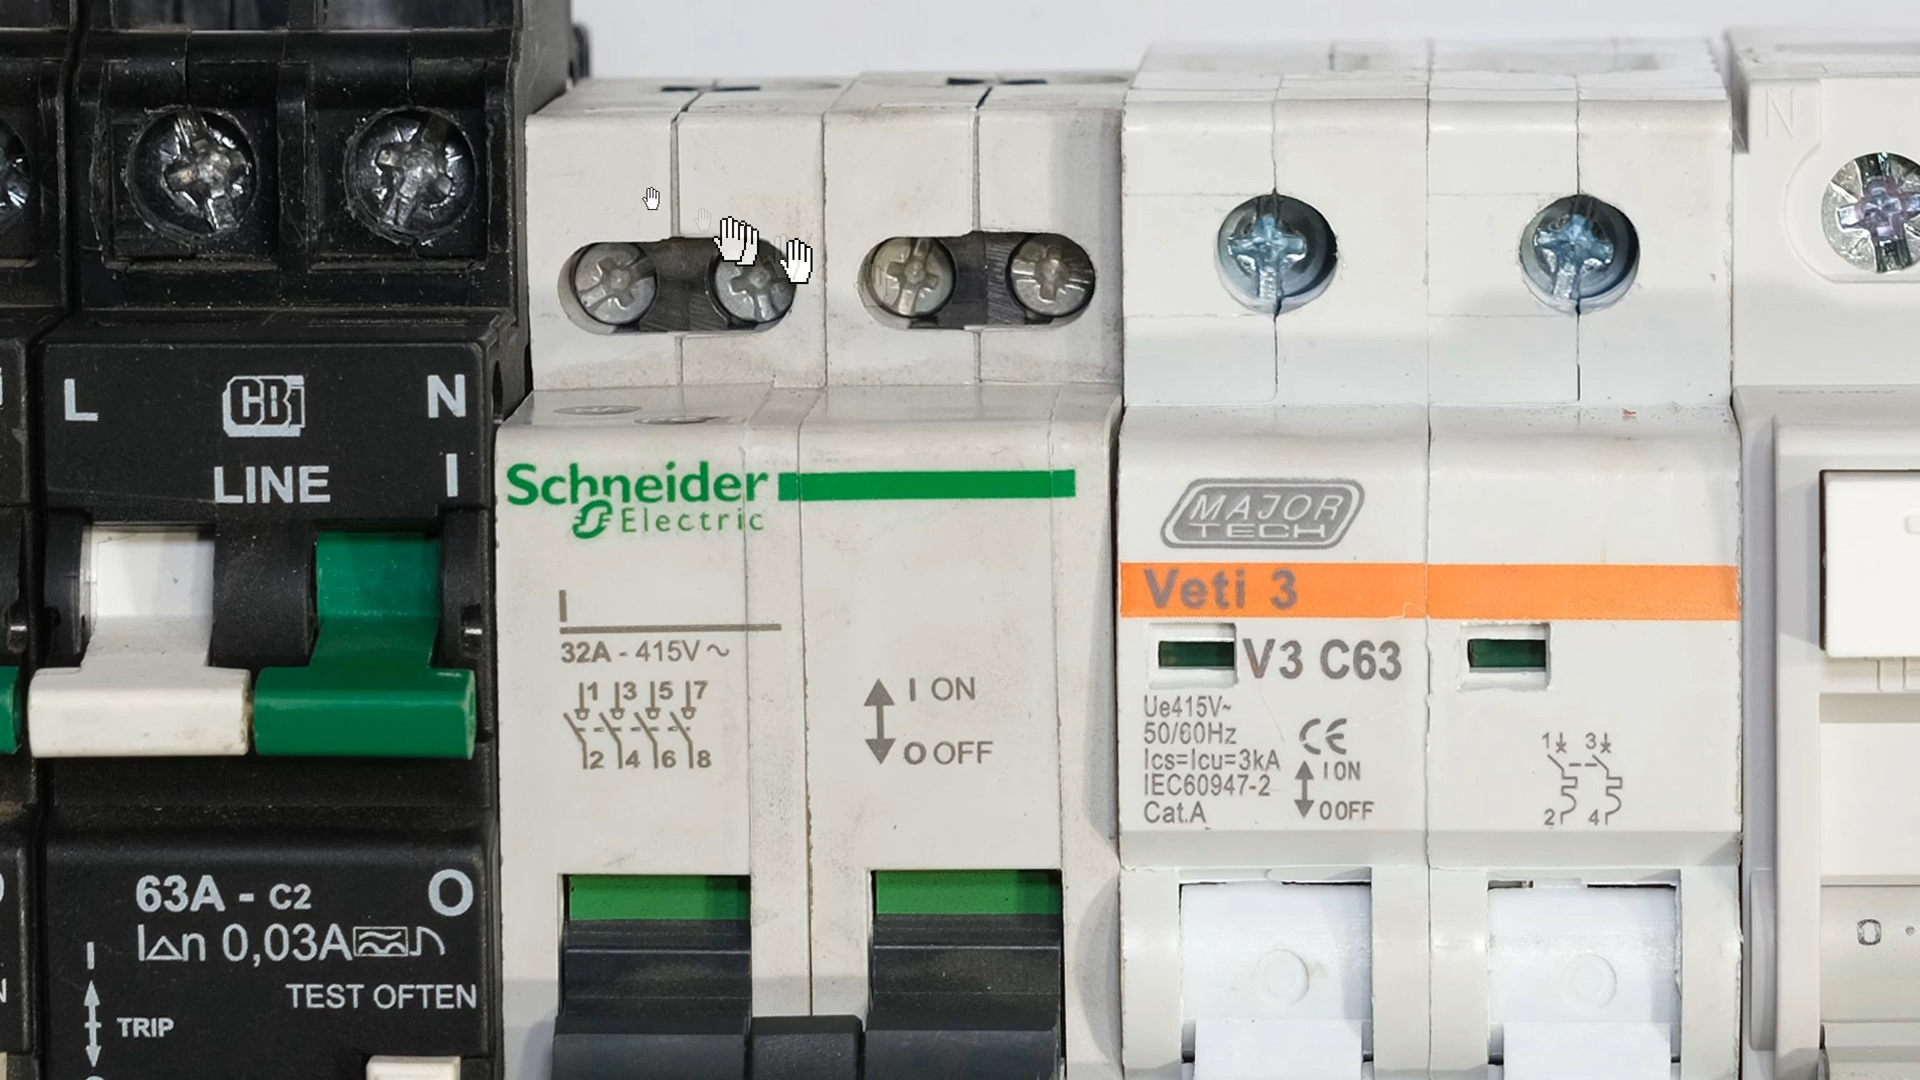 L CBi N
LINE I
63A - C2 O
I△n 0,03A
I
TEST OFTEN
TRIP
Schneider
Electric
I
32A - 415V~
1 3 5 7
2 4 6 8
I ON
O OFF
MAJOR
TECH
Veti 3
V3 C63
Ue415V~
50/60Hz
Ics=Icu=3kA
IEC60947-2
Cat.A
CE
I ON
O OFF
1 3
2 4
N
O